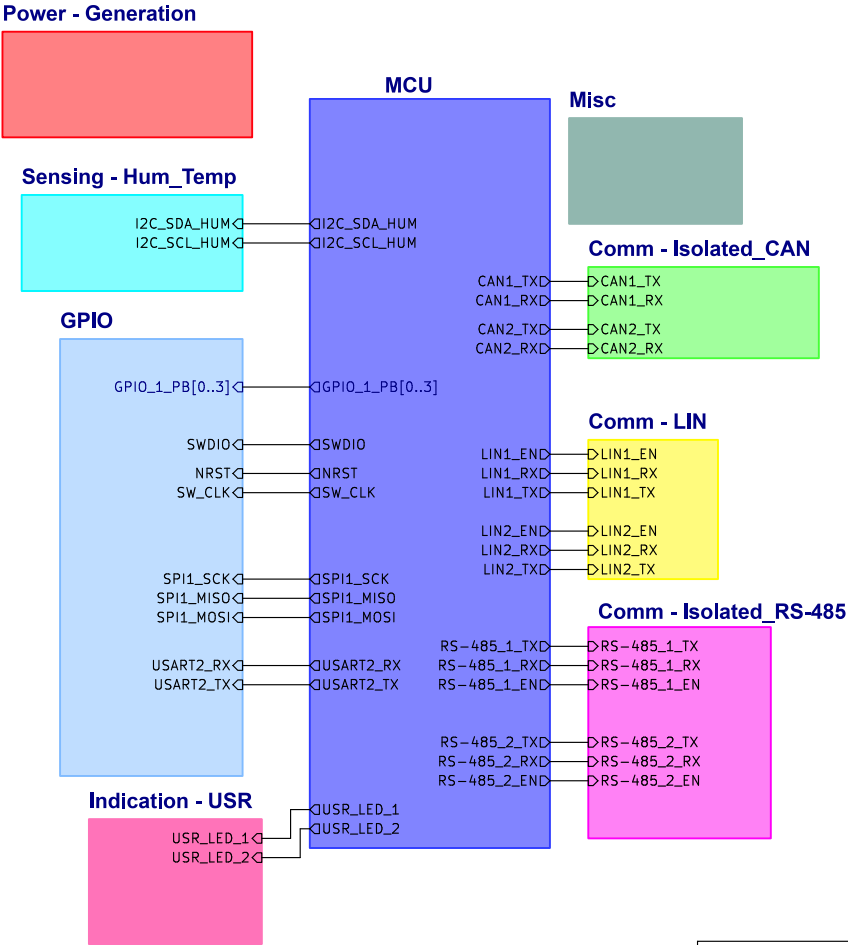 Power - Generation
MCU
Misc
Sensing - Hum_Temp
I2C_SDA_HUM
I2C_SCL_HUM
I2C_SDA_HUM
I2C_SCL_HUM
Comm - Isolated_CAN
CAN1_TX
CAN1_RX
CAN2_TX
CAN2_RX
CAN1_TX
CAN1_RX
CAN2_TX
CAN2_RX
GPIO
GPIO_1_PB[0..3]
SWDIO
NRST
SW_CLK
SPI1_SCK
SPI1_MISO
SPI1_MOSI
USART2_RX
USART2_TX
GPIO_1_PB[0..3]
SWDIO
NRST
SW_CLK
SPI1_SCK
SPI1_MISO
SPI1_MOSI
USART2_RX
USART2_TX
Comm - LIN
LIN1_EN
LIN1_RX
LIN1_TX
LIN2_EN
LIN2_RX
LIN2_TX
LIN1_EN
LIN1_RX
LIN1_TX
LIN2_EN
LIN2_RX
LIN2_TX
Comm - Isolated_RS-485
RS-485_1_TX
RS-485_1_RX
RS-485_1_EN
RS-485_2_TX
RS-485_2_RX
RS-485_2_EN
RS-485_1_TX
RS-485_1_RX
RS-485_1_EN
RS-485_2_TX
RS-485_2_RX
RS-485_2_EN
Indication - USR
USR_LED_1
USR_LED_2
USR_LED_1
USR_LED_2